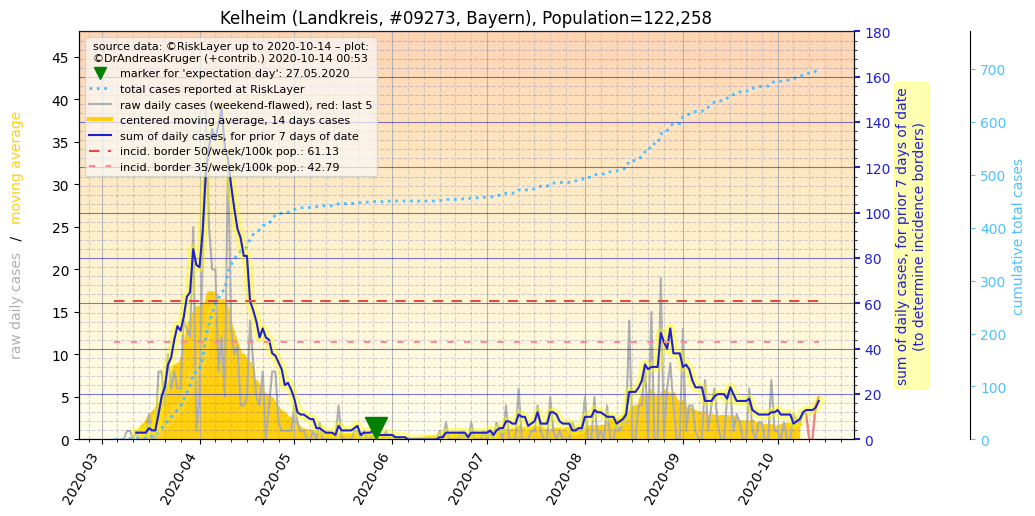 Kelheim (Landkreis, #09273, Bayern), Population=122,258
source data: ©RiskLayer up to 2020-10-14 – plot:
©DrAndreasKruger (+contrib.) 2020-10-14 00:53
marker for 'expectation day': 27.05.2020
total cases reported at RiskLayer
raw daily cases (weekend-flawed), red: last 5
centered moving average, 14 days cases
sum of daily cases, for prior 7 days of date
incid. border 50/week/100k pop.: 61.13
incid. border 35/week/100k pop.: 42.79
raw daily cases / moving average
45
40
35
30
25
20
15
10
5
0
2020-03
2020-04
2020-05
2020-06
2020-07
2020-08
2020-09
2020-10
180
160
140
120
100
80
60
40
20
0
sum of daily cases, for prior 7 days of date
(to determine incidence borders)
700
600
500
400
300
200
100
0
cumulative total cases